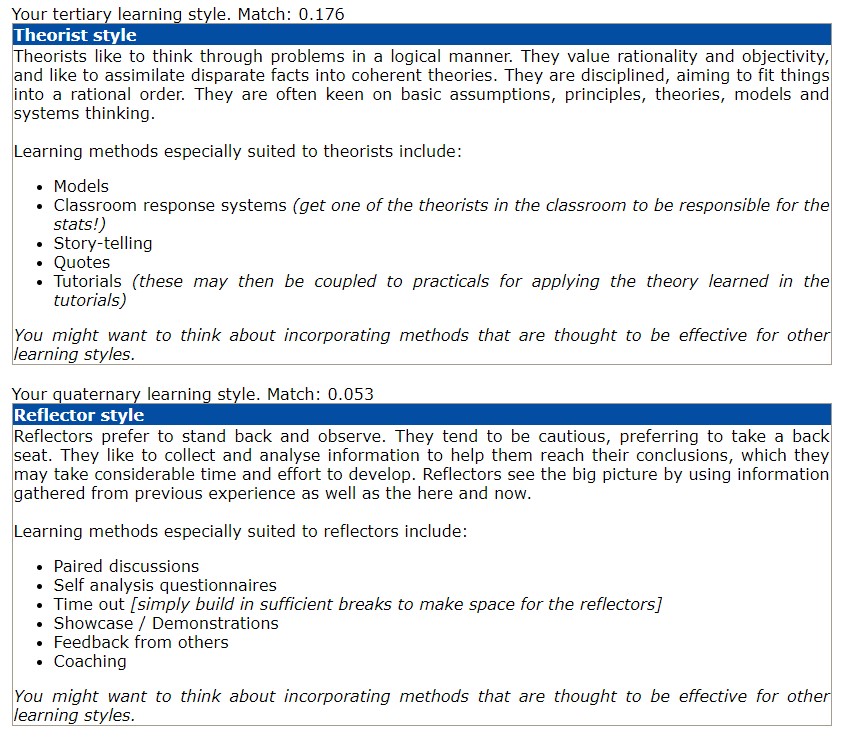 Your tertiary learning style. Match: 0.176
Theorist style
Theorists like to think through problems in a logical manner. They value rationality and objectivity,
and like to assimilate disparate facts into coherent theories. They are disciplined, aiming to fit things
into a rational order. They are often keen on basic assumptions, principles, theories, models and
systems thinking.
Learning methods especially suited to theorists include:
• Models
• Classroom response systems (get one of the theorists in the classroom to be responsible for the
stats!)
• Story-telling
• Quotes
• Tutorials (these may then be coupled to practicals for applying the theory learned in the
tutorials)
You might want to think about incorporating methods that are thought to be effective for other
learning styles.
Your quaternary learning style. Match: 0.053
Reflector style
Reflectors prefer to stand back and observe. They tend to be cautious, preferring to take a back
seat. They like to collect and analyse information to help them reach their conclusions, which they
may take considerable time and effort to develop. Reflectors see the big picture by using information
gathered from previous experience as well as the here and now.
Learning methods especially suited to reflectors include:
• Paired discussions
• Self analysis questionnaires
• Time out [simply build in sufficient breaks to make space for the reflectors]
• Showcase / Demonstrations
• Feedback from others
• Coaching
You might want to think about incorporating methods that are thought to be effective for other
learning styles.